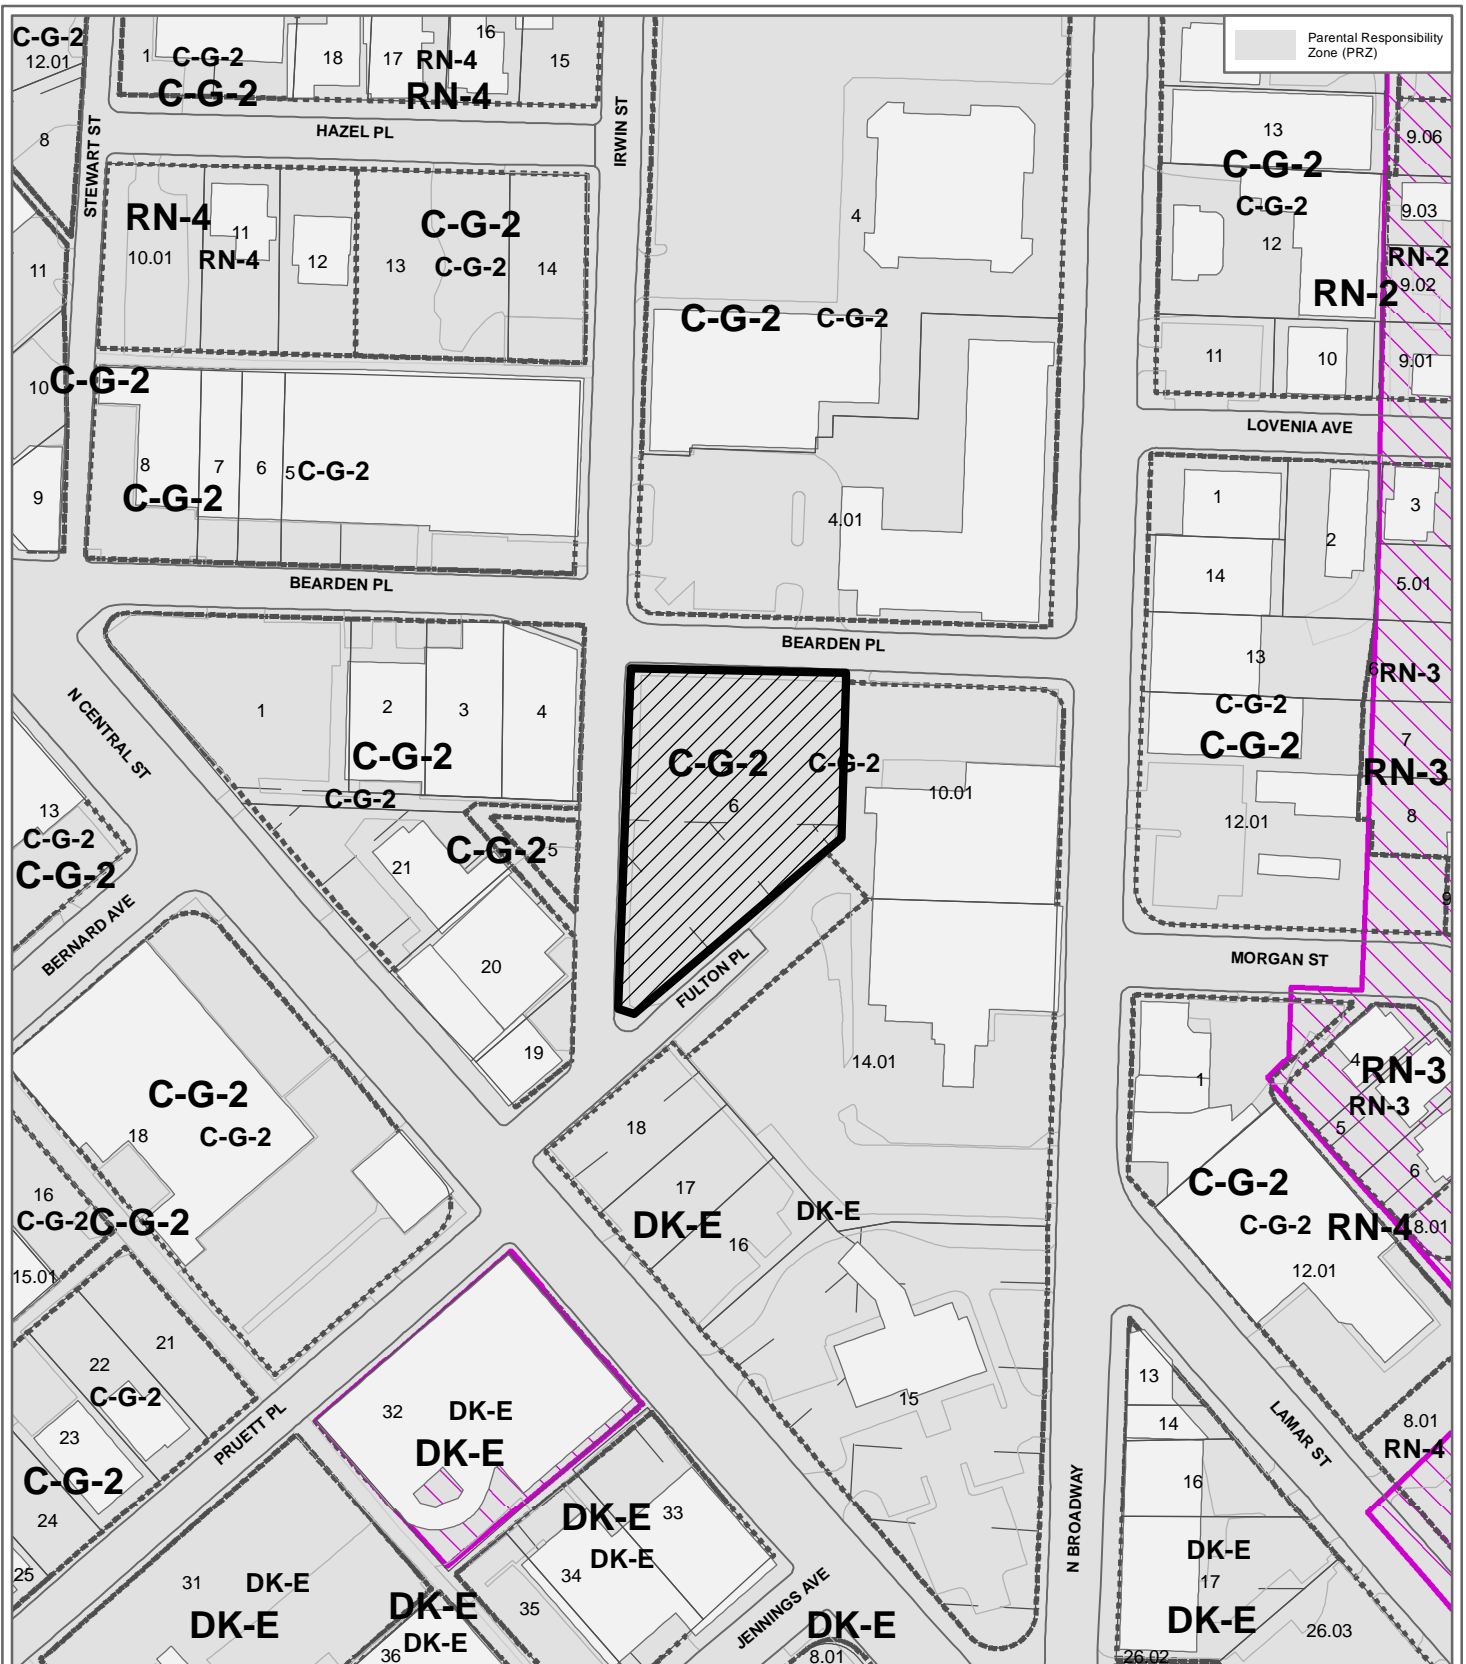 Parental Responsibility
Zone (PRZ)
C-G-2
12.01
1
C-G-2
C-G-2
18
17
RN-4
RN-4
16
15
HAZEL PL
IRWIN ST
STEWART ST
8
11
10
9
RN-4
10.01
11
RN-4
12
13
C-G-2
C-G-2
14
C-G-2
8
7
6
5
C-G-2
C-G-2
BEARDEN PL
4
C-G-2
C-G-2
4.01
BEARDEN PL
13
C-G-2
C-G-2
12
11
10
9.06
9.03
RN-2
9.02
RN-2
9.01
LOVENIA AVE
1
2
3
14
5.01
13
6
RN-3
C-G-2
C-G-2
7
RN-3
8
12.01
9
MORGAN ST
N CENTRAL ST
1
2
3
4
C-G-2
C-G-2
C-G-2
5
21
20
19
C-G-2
C-G-2
6
10.01
FULTON PL
14.01
13
C-G-2
C-G-2
BERNARD AVE
C-G-2
C-G-2
18
16
C-G-2
C-G-2
15.01
21
22
C-G-2
23
C-G-2
24
25
PRUETT PL
18
17
DK-E
16
DK-E
15
1
4
RN-3
RN-3
5
6
C-G-2
C-G-2
RN-4
8.01
12.01
13
14
16
LAMAR ST
8.01
RN-4
N BROADWAY
DK-E
17
DK-E
26.03
26.02
32
DK-E
DK-E
DK-E
33
DK-E
34
35
31
DK-E
DK-E
DK-E
DK-E
36
JENNINGS AVE
DK-E
8.01